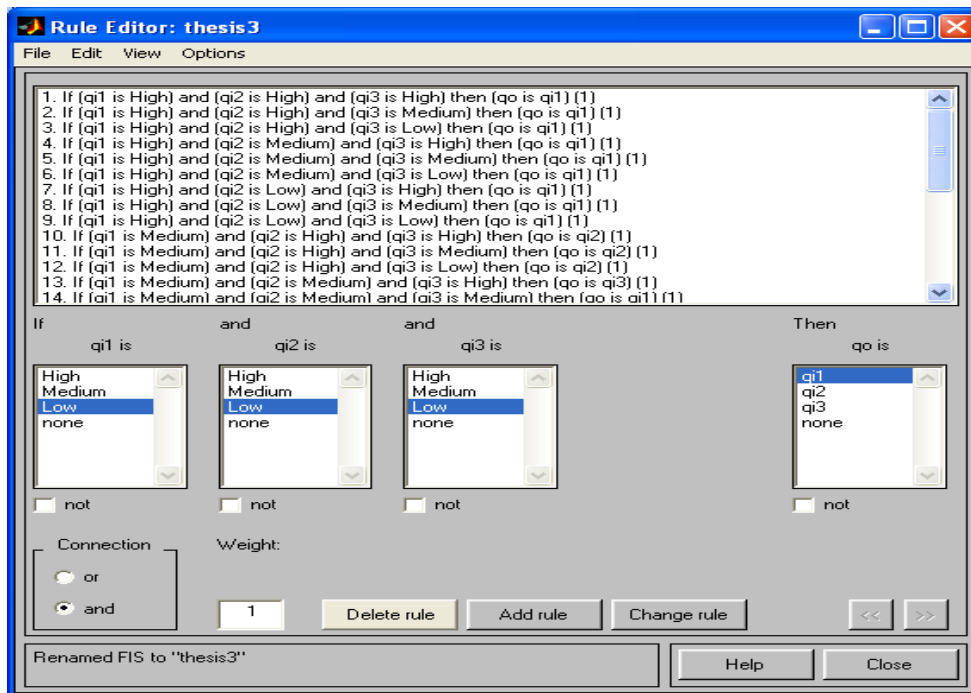 Rule Editor: thesis3
File Edit View Options
1. If (qi1 is High) and (qi2 is High) and (qi3 is High) then (qo is qi1) (1)
2. If (qi1 is High) and (qi2 is High) and (qi3 is Medium) then (qo is qi1) (1)
3. If (qi1 is High) and (qi2 is High) and (qi3 is Low) then (qo is qi1) (1)
4. If (qi1 is High) and (qi2 is Medium) and (qi3 is High) then (qo is qi1) (1)
5. If (qi1 is High) and (qi2 is Medium) and (qi3 is Medium) then (qo is qi1) (1)
6. If (qi1 is High) and (qi2 is Medium) and (qi3 is Low) then (qo is qi1) (1)
7. If (qi1 is High) and (qi2 is Low) and (qi3 is High) then (qo is qi1) (1)
8. If (qi1 is High) and (qi2 is Low) and (qi3 is Medium) then (qo is qi1) (1)
9. If (qi1 is High) and (qi2 is Low) and (qi3 is Low) then (qo is qi1) (1)
10. If (qi1 is Medium) and (qi2 is High) and (qi3 is High) then (qo is qi2) (1)
11. If (qi1 is Medium) and (qi2 is High) and (qi3 is Medium) then (qo is qi2) (1)
12. If (qi1 is Medium) and (qi2 is High) and (qi3 is Low) then (qo is qi2) (1)
13. If (qi1 is Medium) and (qi2 is Medium) and (qi3 is High) then (qo is qi3) (1)
14. If (qi1 is Medium) and (qi2 is Medium) and (qi3 is Medium) then (qo is qi1) (1)
If and and Then
qi1 is qi2 is qi3 is qo is
High High High qi1
Medium Medium Medium qi2
Low Low Low qi3
none none none none
not not not not
Connection Weight:
or
and 1 Delete rule Add rule Change rule << >>
Renamed FIS to "thesis3" Help Close